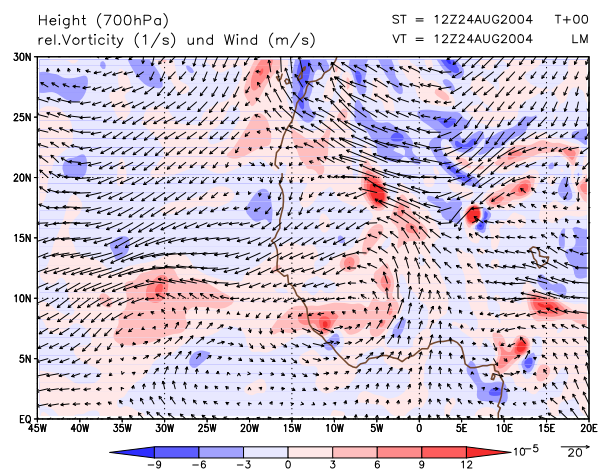 Height (700hPa)
ST = 12Z24AUG2004 T+00
rel.Vorticity (1/s) und Wind (m/s)
VT = 12Z24AUG2004 LM
30N
25N
20N
15N
10N
5N
EQ
45W 40W 35W 30W 25W 20W 15W 10W 5W 0 5E 10E 15E 20E
-9 -6 -3 0 3 6 9 12 10-5
20